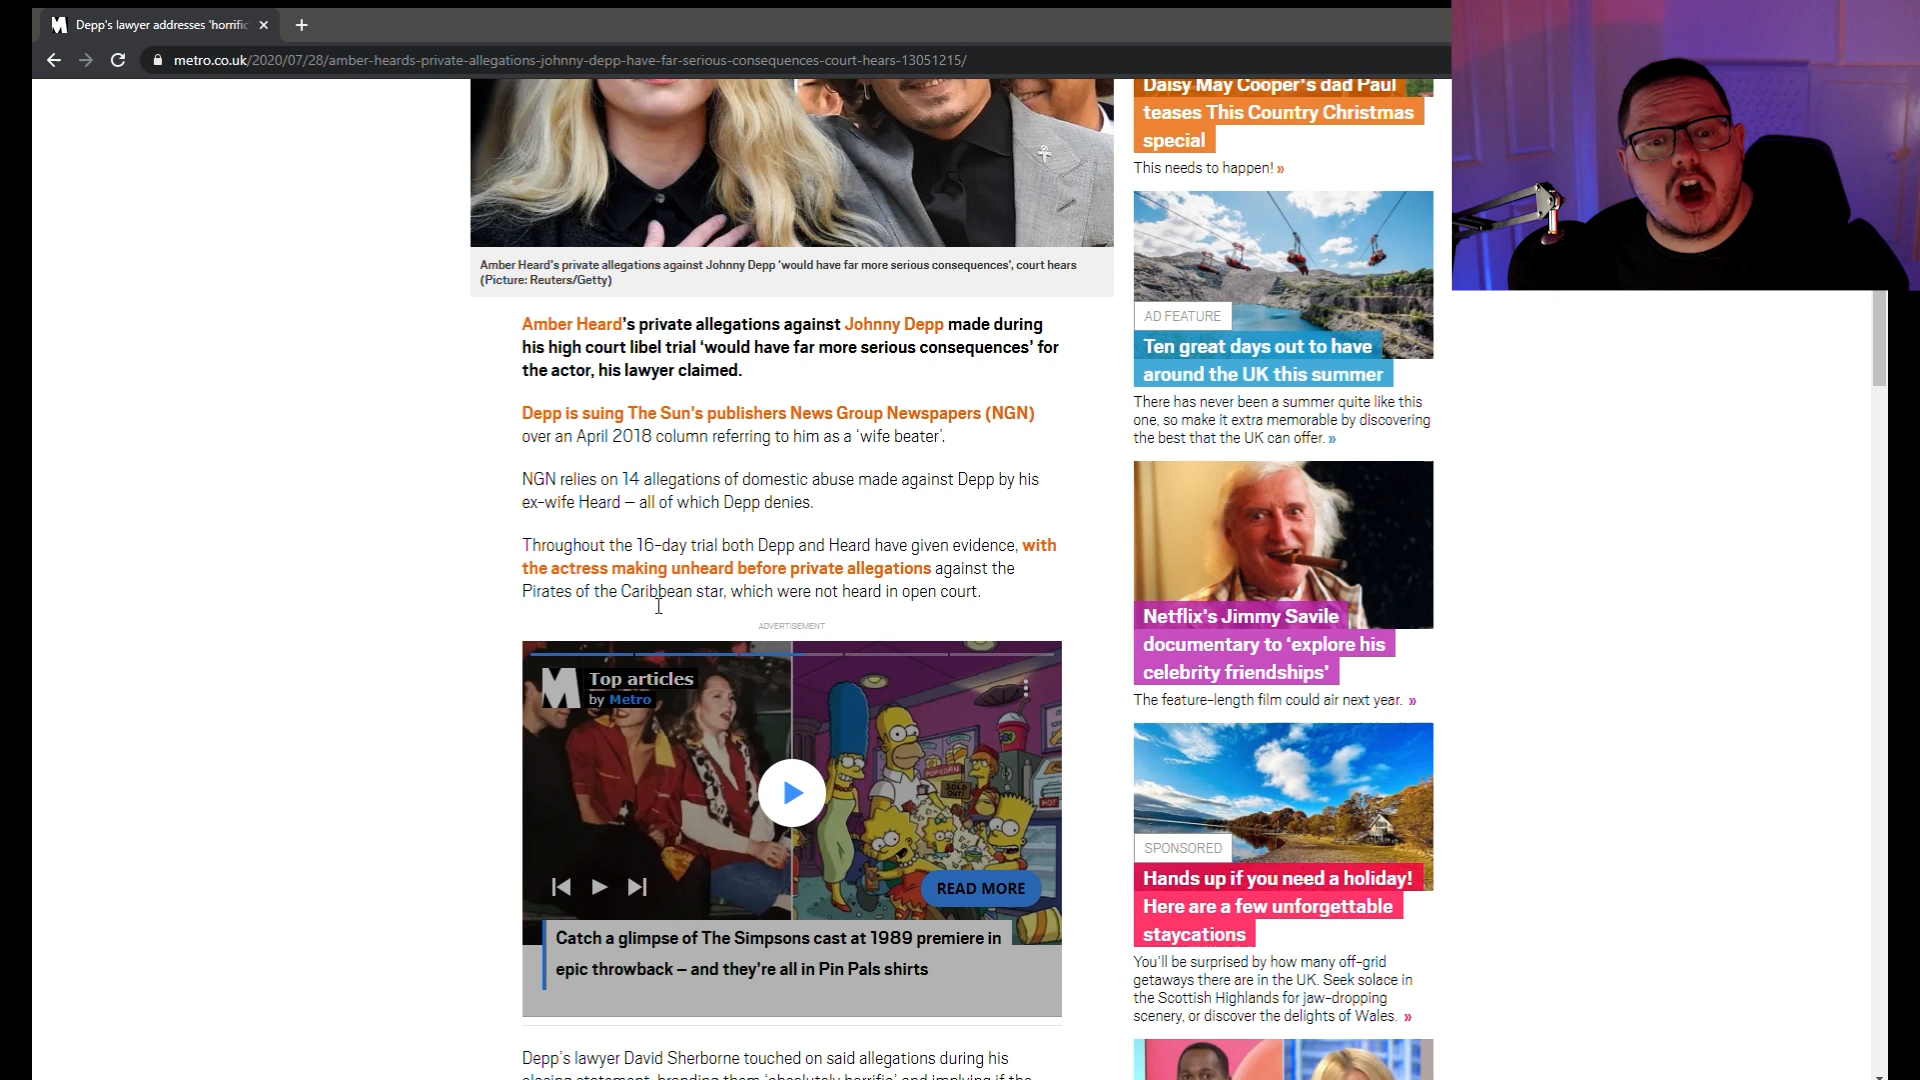 M Depp's lawyer addresses 'horrific
metro.co.uk/2020/07/28/amber-heards-private-allegations-johnny-depp-have-far-serious-consequences-court-hears-13051215/
Amber Heard's private allegations against Johnny Depp 'would have far more serious consequences', court hears
(Picture: Reuters/Getty)
Amber Heard's private allegations against Johnny Depp made during
his high court libel trial 'would have far more serious consequences' for
the actor, his lawyer claimed.
Depp is suing The Sun's publishers News Group Newspapers (NGN)
over an April 2018 column referring to him as a 'wife beater'.
NGN relies on 14 allegations of domestic abuse made against Depp by his
ex-wife Heard – all of which Depp denies.
Throughout the 16-day trial both Depp and Heard have given evidence, with
the actress making unheard before private allegations against the
Pirates of the Caribbean star, which were not heard in open court.
ADVERTISEMENT
M Top articles
by Metro
POPCORN
SOLD
OUT!
HOT
READ MORE
Catch a glimpse of The Simpsons cast at 1989 premiere in
epic throwback – and they're all in Pin Pals shirts
Depp's lawyer David Sherborne touched on said allegations during his
closing statement, branding them 'absolutely horrific' and implying if the
Daisy May Cooper's dad Paul
teases This Country Christmas
special
This needs to happen! »
AD FEATURE
Ten great days out to have
around the UK this summer
There has never been a summer quite like this
one, so make it extra memorable by discovering
the best that the UK can offer. »
Netflix's Jimmy Savile
documentary to 'explore his
celebrity friendships'
The feature-length film could air next year. »
SPONSORED
Hands up if you need a holiday!
Here are a few unforgettable
staycations
You'll be surprised by how many off-grid
getaways there are in the UK. Seek solace in
the Scottish Highlands for jaw-dropping
scenery, or discover the delights of Wales. »